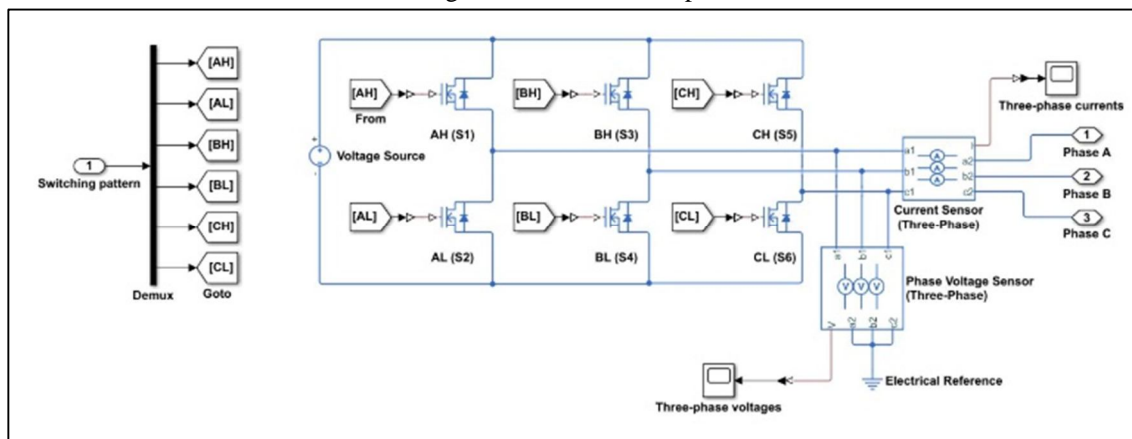 [AH]
[AL]
[BH]
[BL]
[CH]
[CL]
1
Switching pattern
Demux
Goto
+
-
Voltage Source
[AH]
From
AH (S1)
[BH]
BH (S3)
[CH]
CH (S5)
[AL]
AL (S2)
[BL]
BL (S4)
[CL]
CL (S6)
Three-phase currents
a1
b1
c1
I
a2
b2
c2
A
A
A
Current Sensor
(Three-Phase)
1
Phase A
2
Phase B
3
Phase C
a1
b1
c1
V
V
V
V
a2
b2
c2
Phase Voltage Sensor
(Three-Phase)
Electrical Reference
Three-phase voltages